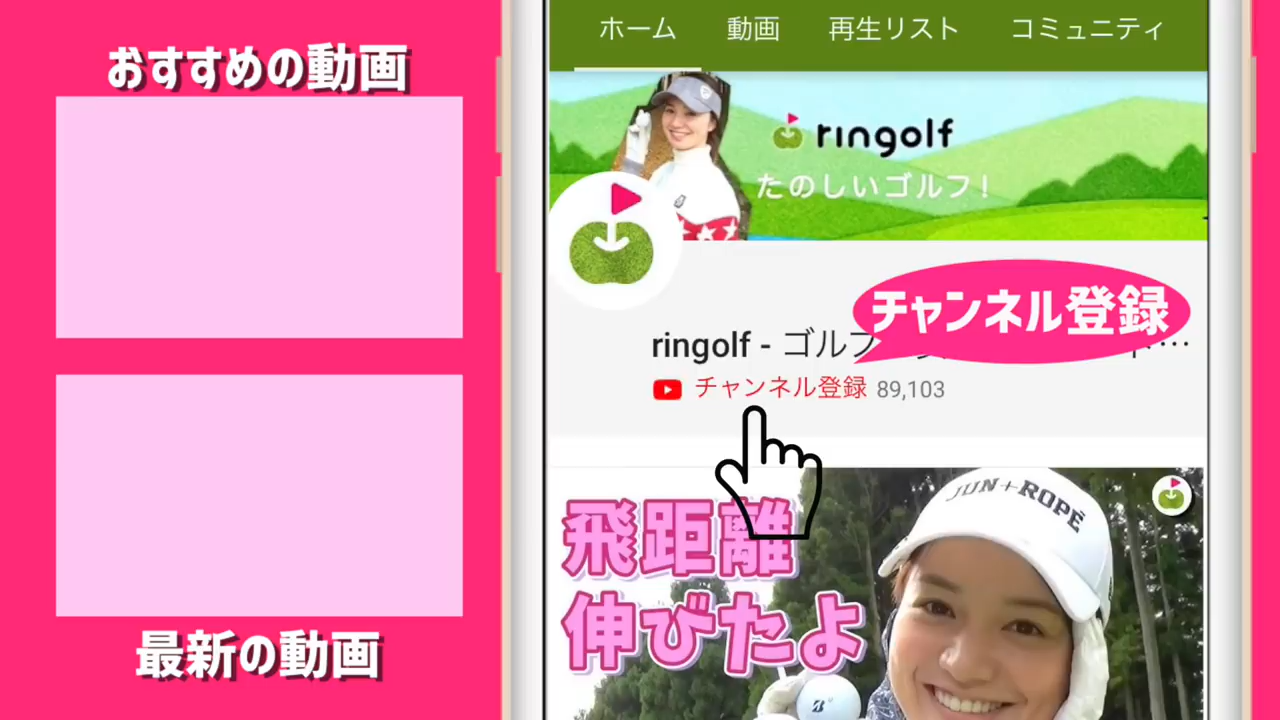 おすすめの動画
最新の動画
ホーム 動画 再生リスト コミュニティ
ringolf
たのしいゴルフ！
チャンネル登録
ringolf - ゴルフ
チャンネル登録 89,103
JUN+ROPÉ
飛距離
伸びたよ
B